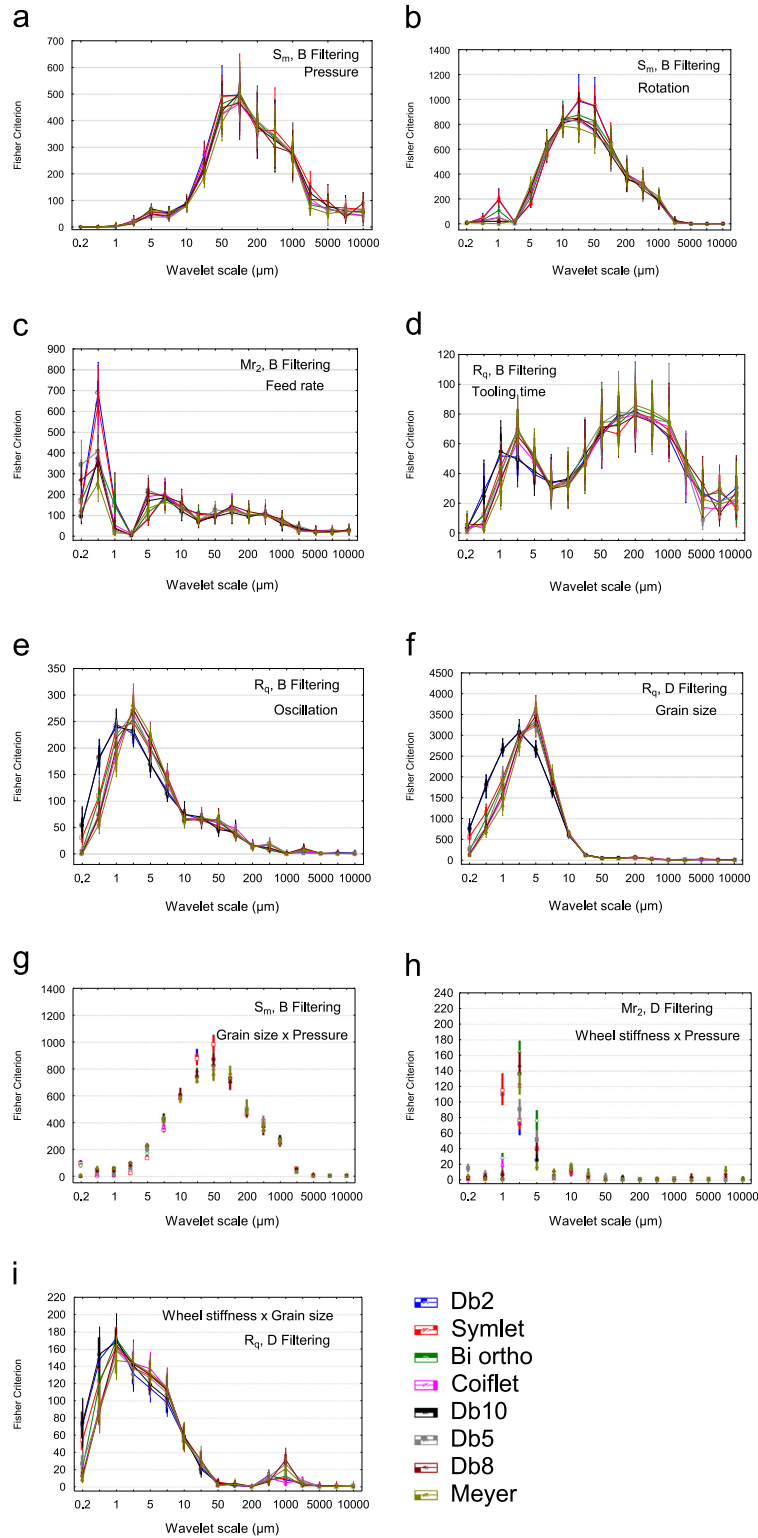 a
S_m, B Filtering
Pressure
Fisher Criterion
700
600
500
400
300
200
100
0
0.2 1 5 10 50 200 1000 5000 10000
Wavelet scale (µm)
b
S_m, B Filtering
Rotation
Fisher Criterion
1400
1200
1000
800
600
400
200
0
0.2 1 5 10 50 200 1000 5000 10000
Wavelet scale (µm)
c
Mr_2, B Filtering
Feed rate
Fisher Criterion
900
800
700
600
500
400
300
200
100
0
0.2 1 5 10 50 200 1000 5000 10000
Wavelet scale (µm)
d
R_q, B Filtering
Tooling time
Fisher Criterion
120
100
80
60
40
20
0
0.2 1 5 10 50 200 1000 5000 10000
Wavelet scale (µm)
e
R_q, B Filtering
Oscillation
Fisher Criterion
350
300
250
200
150
100
50
0
0.2 1 5 10 50 200 1000 5000 10000
Wavelet scale (µm)
f
R_q, D Filtering
Grain size
Fisher Criterion
4500
4000
3500
3000
2500
2000
1500
1000
500
0
0.2 1 5 10 50 200 1000 5000 10000
Wavelet scale (µm)
g
S_m, B Filtering
Grain size x Pressure
Fisher Criterion
1400
1200
1000
800
600
400
200
0
0.2 1 5 10 50 200 1000 5000 10000
Wavelet scale (µm)
h
Mr_2, D Filtering
Wheel stiffness x Pressure
Fisher Criterion
240
220
200
180
160
140
120
100
80
60
40
20
0
0.2 1 5 10 50 200 1000 5000 10000
Wavelet scale (µm)
i
Wheel stiffness x Grain size
R_q, D Filtering
Fisher Criterion
220
200
180
160
140
120
100
80
60
40
20
0
0.2 1 5 10 50 200 1000 5000 10000
Wavelet scale (µm)
Db2
Symlet
Bi ortho
Coiflet
Db10
Db5
Db8
Meyer